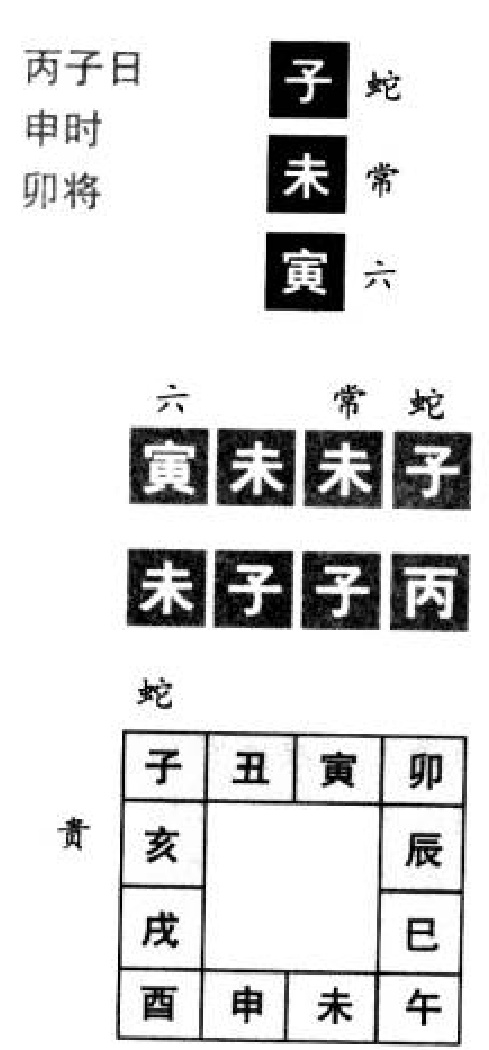 丙子日
申时
卯将
子 蛇
未 常
寅 六
六 常 蛇
寅 未 未 子
未 子 子 丙
蛇
子 丑 寅 卯
贵 亥 辰
戌 巳
酉 申 未 午